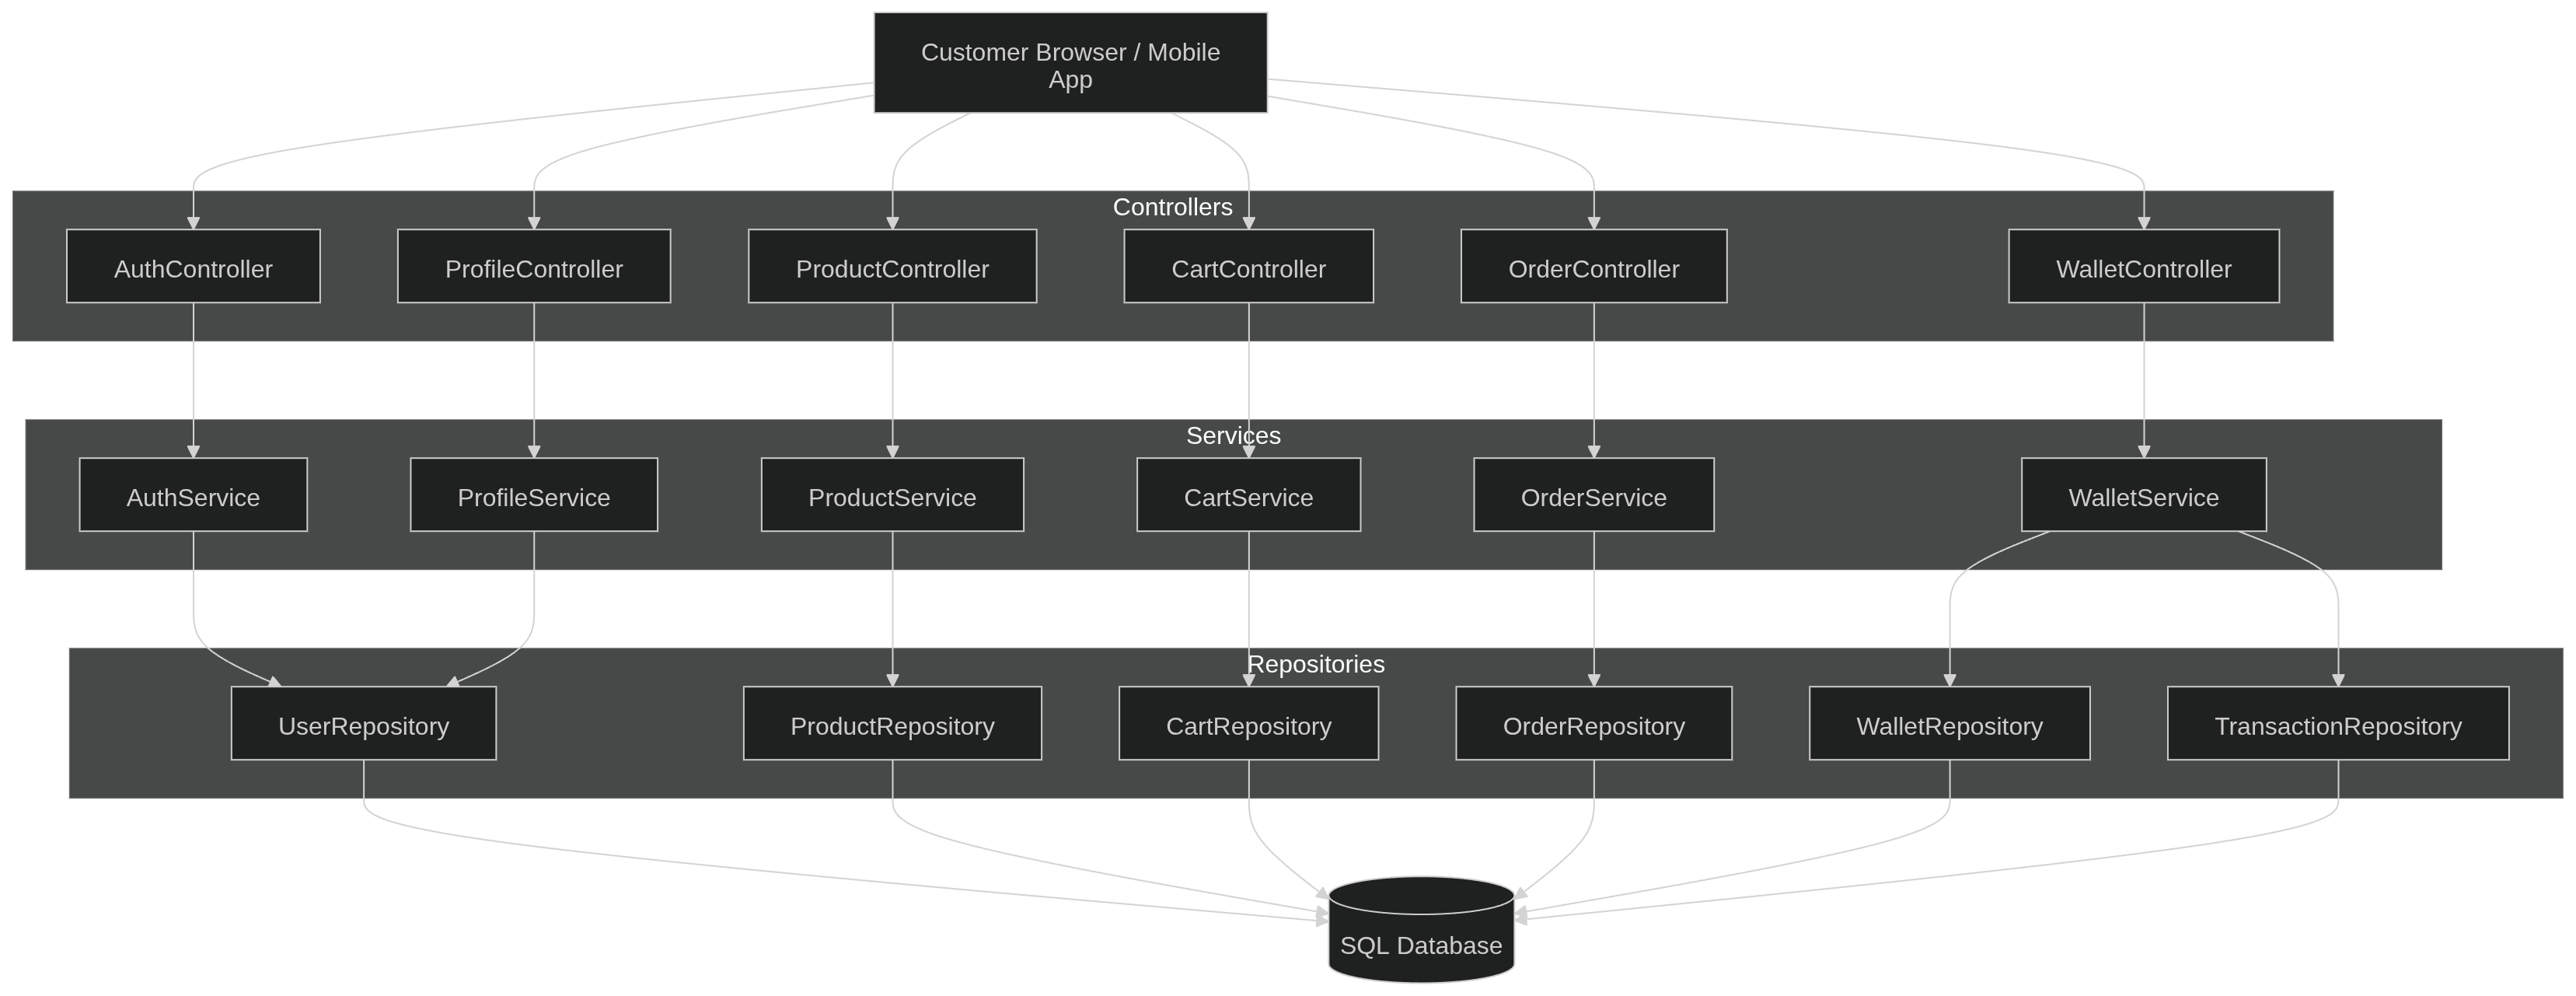 Customer Browser / Mobile
App
Controllers
AuthController
ProfileController
ProductController
CartController
OrderController
WalletController
Services
AuthService
ProfileService
ProductService
CartService
OrderService
WalletService
Repositories
UserRepository
ProductRepository
CartRepository
OrderRepository
WalletRepository
TransactionRepository
SQL Database